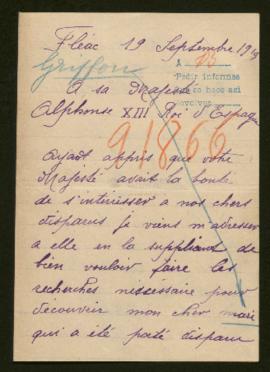 Fléac 19 Septembre 19
Griffon
A
Pedir informes
A sa Majesté
Alphonse XIII Roi d'Espagne
91866
ayant appris que votre
Majesté avait la bonté
de s'intéresser a nos chers
disparus je viens m'adresser
a elle en la suppliant de
bien vouloir faire les
recherches nessessaire pour
découvrir mon cher mari
qui a été porté disparu